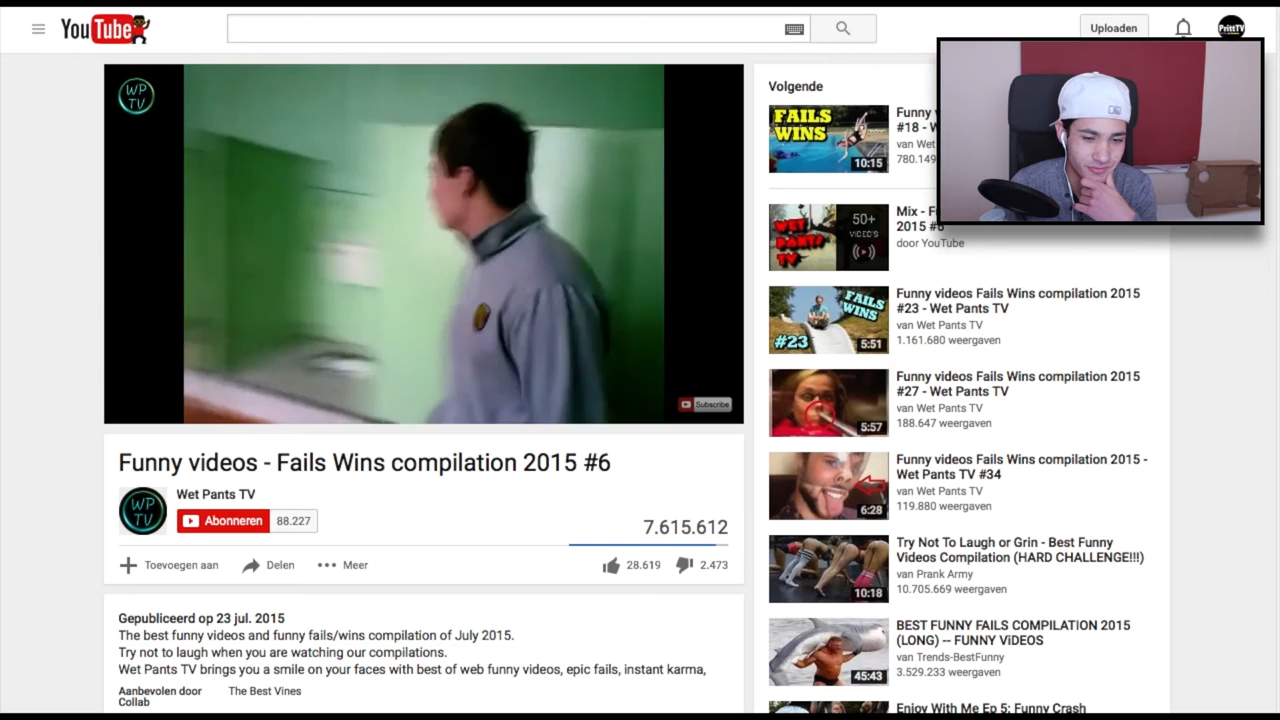 YouTube
Uploaden
PrittTV
WP
TV
Subscribe
Funny videos - Fails Wins compilation 2015 #6
WP
TV
Wet Pants TV
Abonneren 88.227
7.615.612
Toevoegen aan Delen Meer 28.619 2.473
Gepubliceerd op 23 jul. 2015
The best funny videos and funny fails/wins compilation of July 2015.
Try not to laugh when you are watching our compilations.
Wet Pants TV brings you a smile on your faces with best of web funny videos, epic fails, instant karma,
Aanbevolen door The Best Vines
Collab
Volgende
FAILS
WINS
10:15
Funny
#18 - W
van Wet
780.149
WET
PANTS
TV
50+
VIDEO'S
Mix - F
2015 #6
door YouTube
FAILS
WINS
#23
5:51
Funny videos Fails Wins compilation 2015
#23 - Wet Pants TV
van Wet Pants TV
1.161.680 weergaven
5:57
Funny videos Fails Wins compilation 2015
#27 - Wet Pants TV
van Wet Pants TV
188.647 weergaven
6:28
Funny videos Fails Wins compilation 2015 -
Wet Pants TV #34
van Wet Pants TV
119.880 weergaven
10:18
Try Not To Laugh or Grin - Best Funny
Videos Compilation (HARD CHALLENGE!!!)
van Prank Army
10.705.669 weergaven
45:43
BEST FUNNY FAILS COMPILATION 2015
(LONG) -- FUNNY ViDEOS
van Trends-BestFunny
3.529.233 weergaven
Enjoy With Me Ep 5: Funny Crash